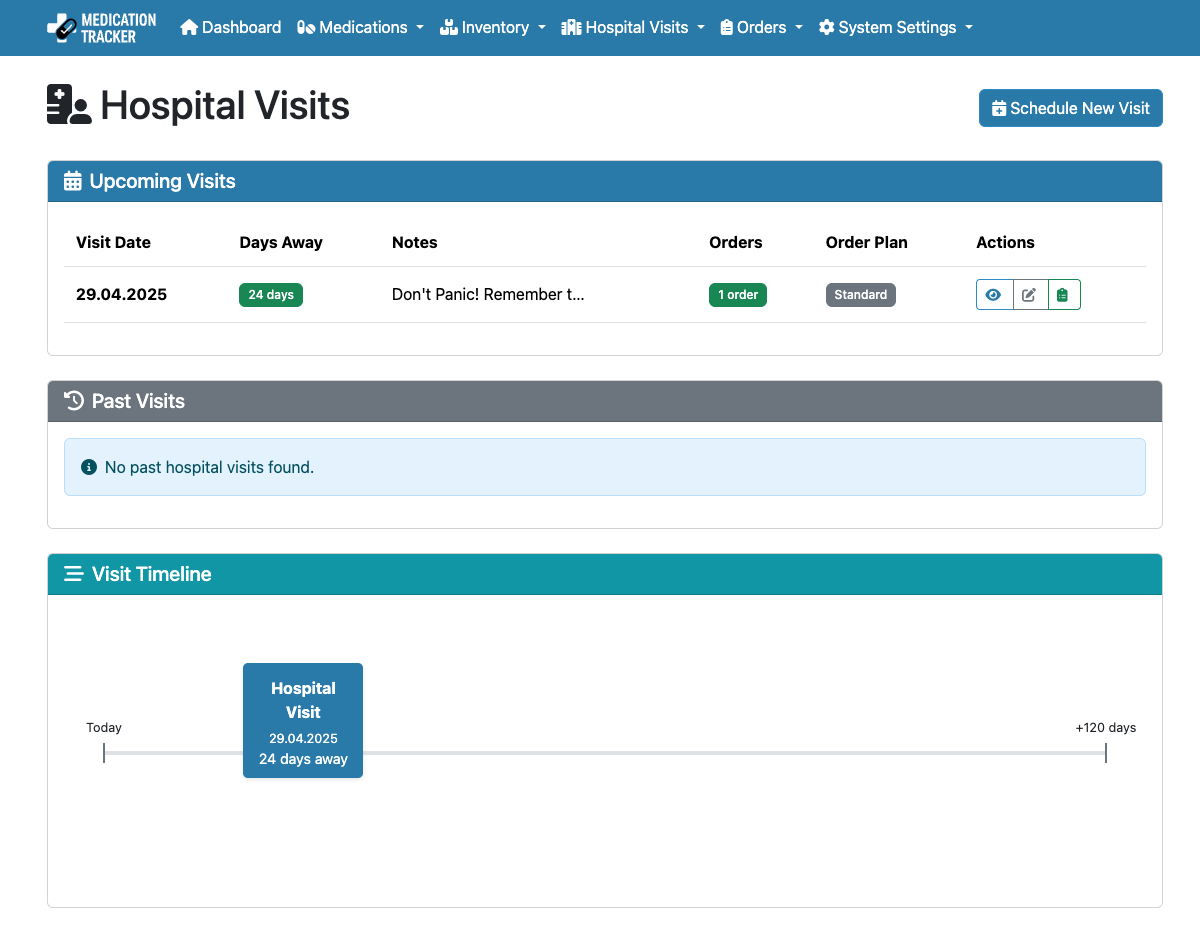 MEDICATION
TRACKER
Dashboard Medications Inventory Hospital Visits Orders System Settings
Hospital Visits
Schedule New Visit
Upcoming Visits
Visit Date Days Away Notes Orders Order Plan Actions
29.04.2025 24 days Don't Panic! Remember t... 1 order Standard
Past Visits
No past hospital visits found.
Visit Timeline
Hospital
Visit
29.04.2025
24 days away
Today
+120 days